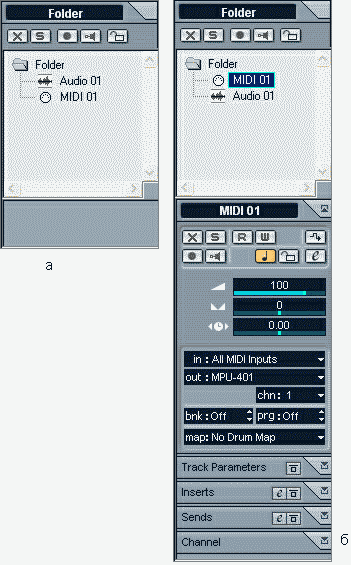 Folder
X S
Folder
Audio 01
MIDI 01
а
Folder
X S
Folder
MIDI 01
Audio 01
MIDI 01
X S R W
e
100
0
0.00
in : All MIDI Inputs
out : MPU-401
chn: 1
bnk: Off prg: Off
map: No Drum Map
Track Parameters
Inserts e
Sends e
Channel
б